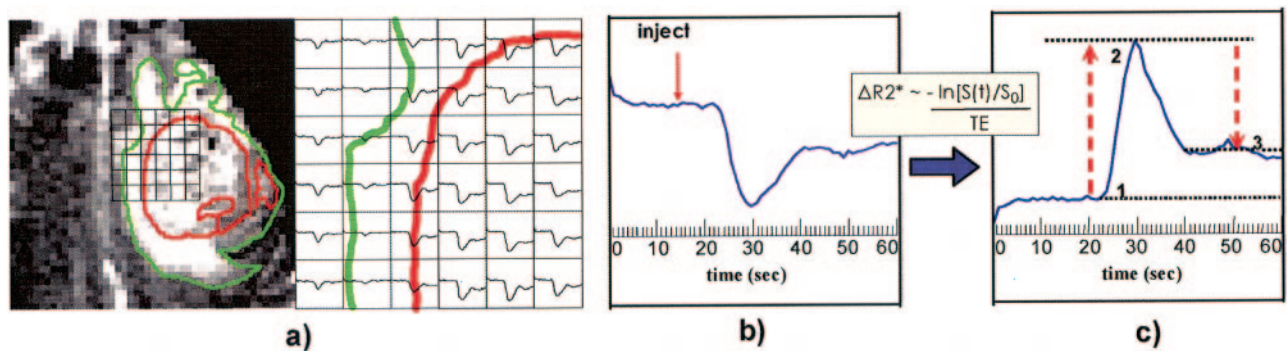 inject
0 10 20 30 40 50 60
time (sec)
ΔR2* ~ -ln[S(t)/S₀]
TE
2
3
1
0 10 20 30 40 50 60
time (sec)
a)
b)
c)